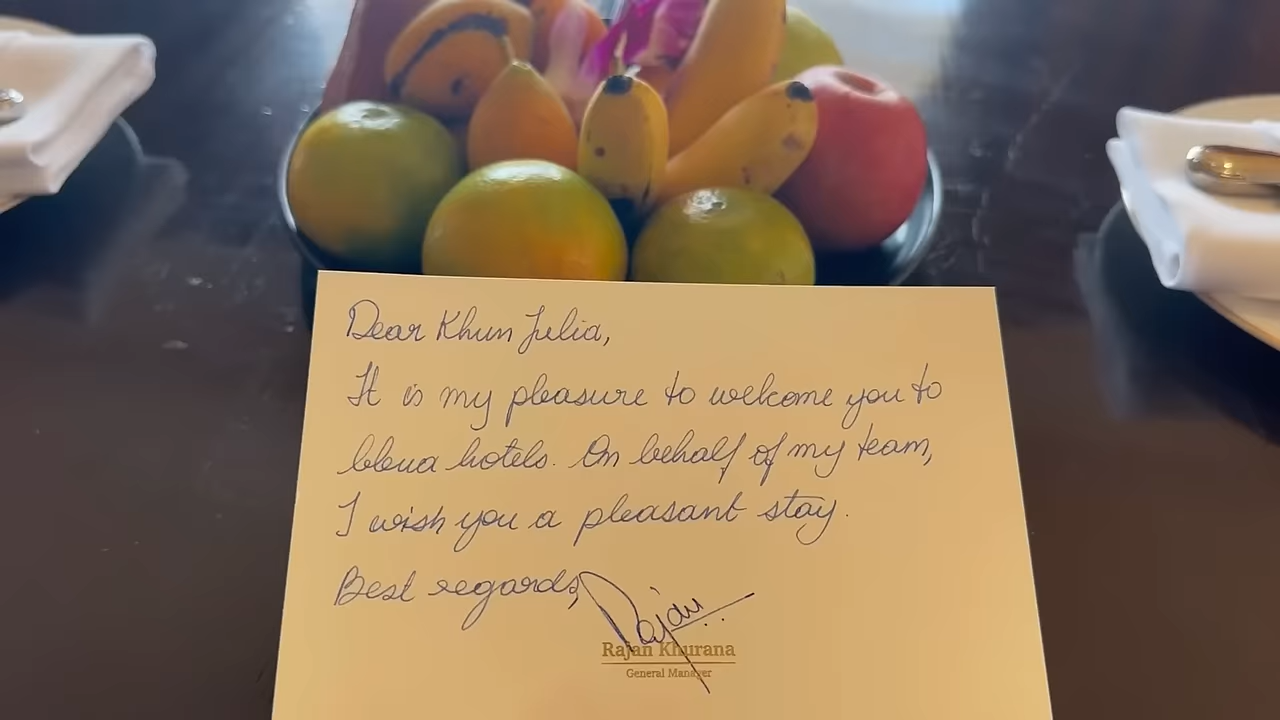 Dear Khun Julia,
It is my pleasure to welcome you to
hotels. On behalf of my team,
I wish you a pleasant stay.
Best regards,
Rajan
Rajan Khurana
General Manager